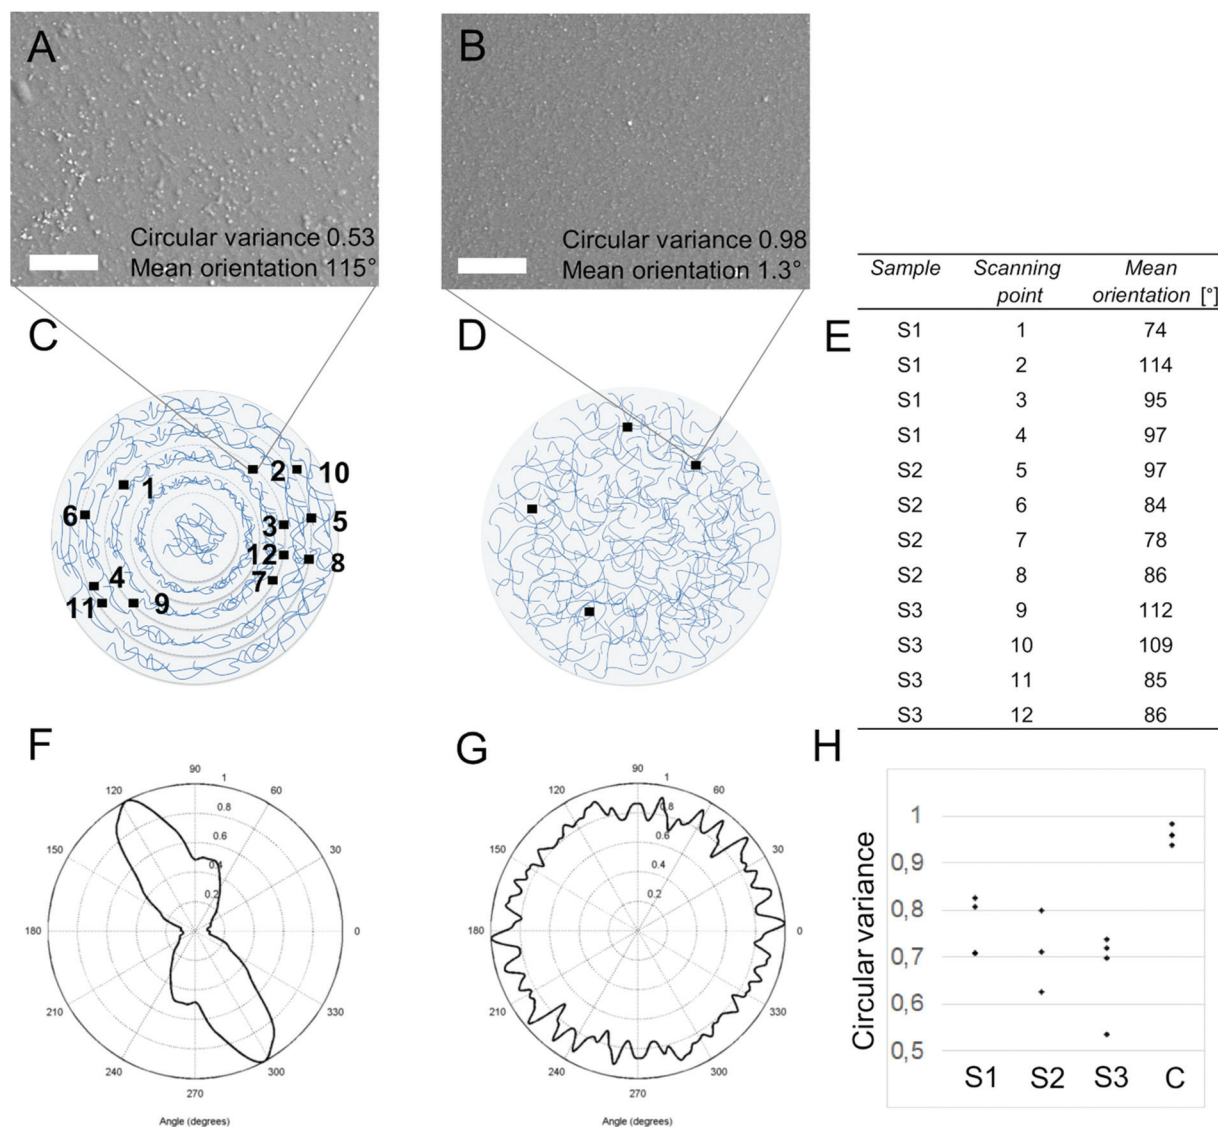 A
Circular variance 0.53
Mean orientation 115°
B
Circular variance 0.98
Mean orientation 1.3°
C
1
2
10
6
3
5
12
8
7
4
11
9
D
E
Sample Scanning point Mean orientation [°]
S1 1 74
S1 2 114
S1 3 95
S1 4 97
S2 5 97
S2 6 84
S2 7 78
S2 8 86
S3 9 112
S3 10 109
S3 11 85
S3 12 86
F
90
120 1 60
0.8
0.6
150 30
0.4
0.2
180 0
210 330
240 300
270
Angle (degrees)
G
90
120 1 60
0.8
0.6
150 30
0.4
0.2
180 0
210 330
240 300
270
Angle (degrees)
H
Circular variance
1
0,9
0,8
0,7
0,6
0,5
S1 S2 S3 C